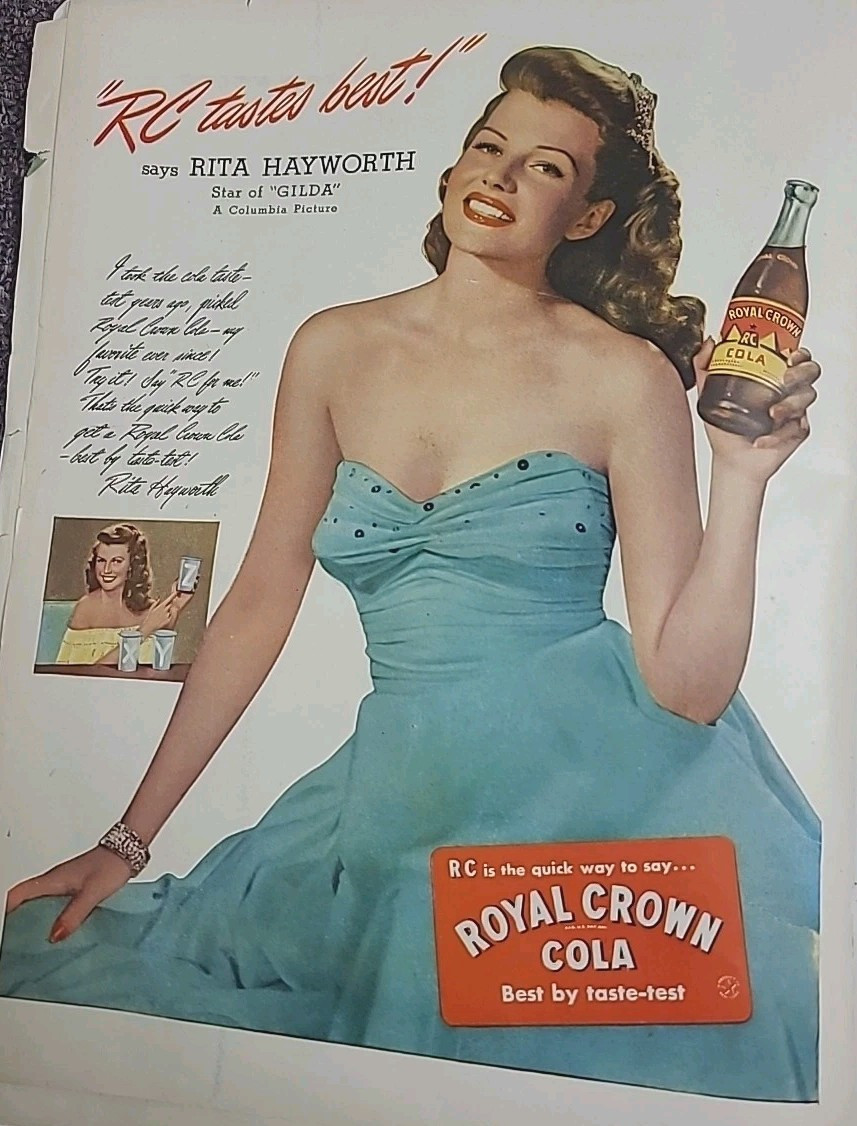 "RC tastes best!"
says RITA HAYWORTH
Star of "GILDA"
A Columbia Picture
I took the cola taste-
test years ago, picked
Royal Crown Cola—my
favorite ever since!
Try it! Say "RC for me!"
That's the quick way to
get a Royal Crown Cola
—best by taste-test!
Rita Hayworth
ROYAL CROWN
RC
COLA
RC is the quick way to say...
ROYAL CROWN
COLA
Best by taste-test